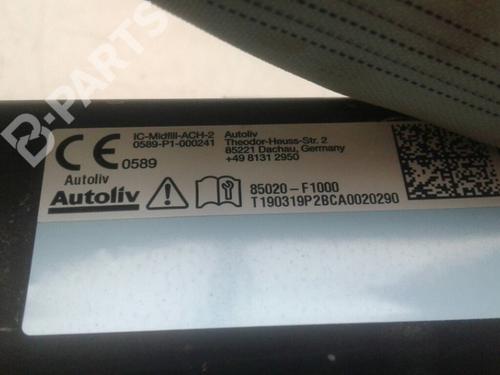 B-PARTS
IC-Midfill-ACH-2
0589-P1-000241
Autoliv
Theodor-Heuss-Str. 2
85221 Dachau, Germany
+49 8131 2950
CE 0589
Autoliv
Autoliv
85020-F1000
T190319P2BCA0020290